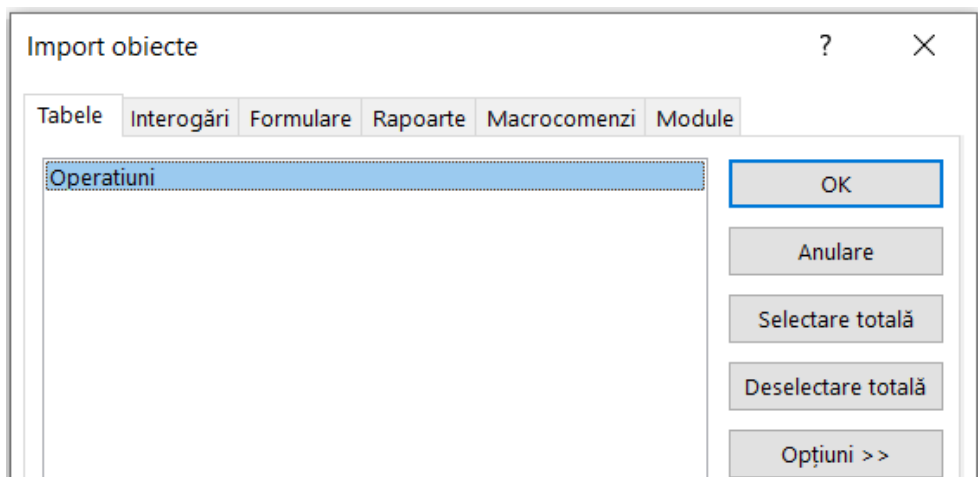 Import obiecte ?
Tabele Interogări Formulare Rapoarte Macrocomenzi Module
Operatiuni
OK
Anulare
Selectare totală
Deselectare totală
Opțiuni >>